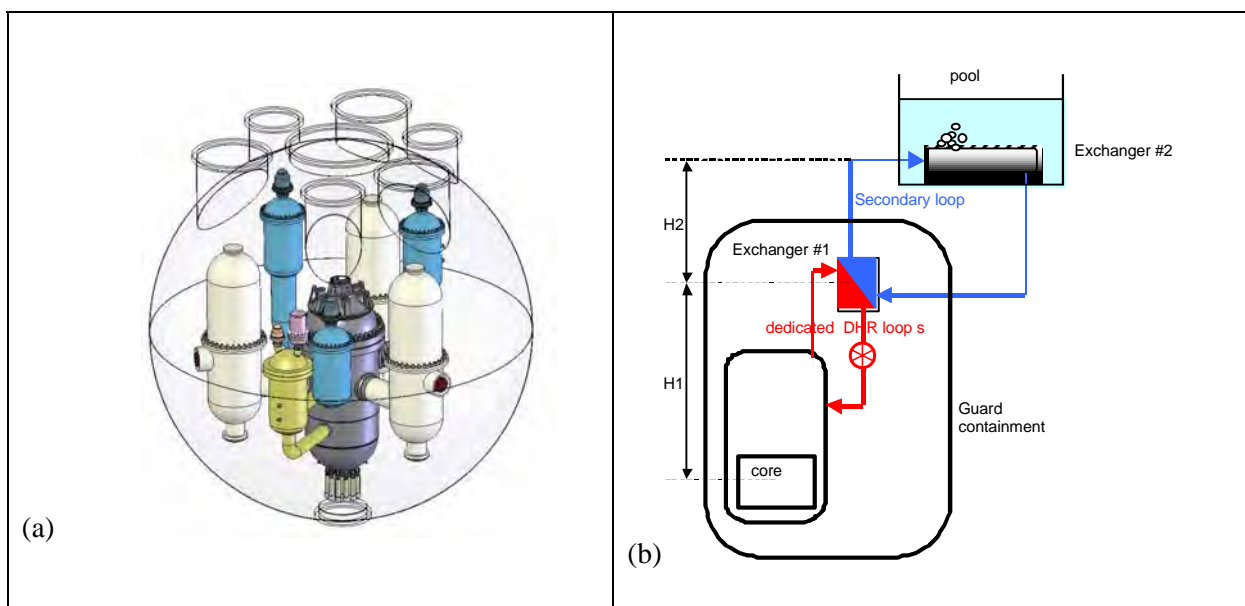 (a)
pool
Exchanger #2
Secondary loop
H2
Exchanger #1
dedicated DHR loop s
H1
Guard
containment
core
(b)